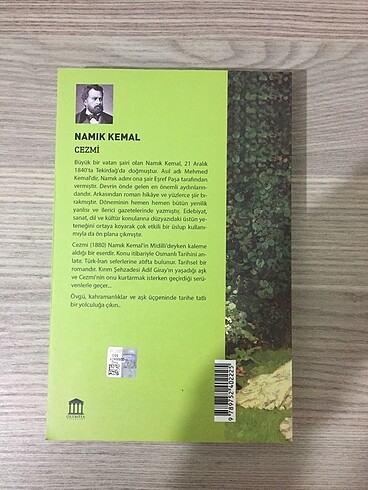 NAMIK KEMAL
CEZMİ
Büyük bir vatan şairi olan Namık Kemal, 21 Aralık
1840'ta Tekirdağ'da doğmuştur. Asıl adı Mehmed
Kemal'dir, Namık adını ona şair Eşref Paşa tarafından
vermiştir. Devrin önde gelen en önemli aydınların-
dandır. Arkasından roman hikâye ve yüzlerce şiir bı-
rakmıştır. Döneminin hemen hemen bütün yenilik
yanlısı ve ilerici gazetelerinde yazmıştır. Edebiyat,
sanat, dil ve kültür konularına düzyazıdaki üstün ye-
teneğini ortaya koyarak çok etkili bir üslup kullanı-
mıyla da ön plana çıkmıştır.
Cezmi (1880) Namık Kemal'in Midilli'deyken kaleme
aldığı bir eserdir. Konu itibariyle Osmanlı Tarihini an-
latır. Türk-İran seferlerine atıfta bulunur. Tarihsel bir
romandır. Kırım Şehzadesi Adil Giray'ın yaşadığı aşk
ve Cezmi'nin onu kurtarmak isterken geçirdiği serü-
venlerle geçer...
Övgü, kahramanlıklar ve aşk üçgeninde tarihe tatlı
bir yolculuğa çıkın..
OLYMPIA
9 789752 402225